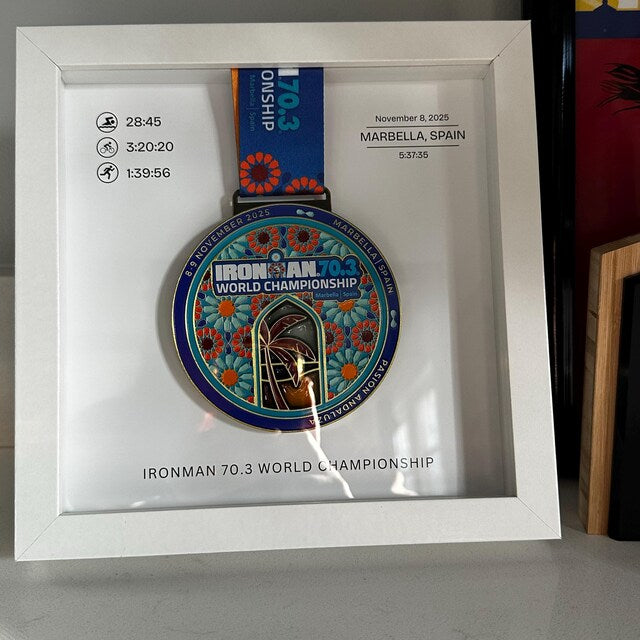 28:45
3:20:20
1:39:56
November 8, 2025
MARBELLA, SPAIN
5:37:35
70.3
ONSHIP
Marbella | Spain
8-9 NOVEMBER 2025
MARBELLA | SPAIN
PASION ANDALUZA
IRONMAN 70.3
WORLD CHAMPIONSHIP
Marbella | Spain
IRONMAN 70.3 WORLD CHAMPIONSHIP